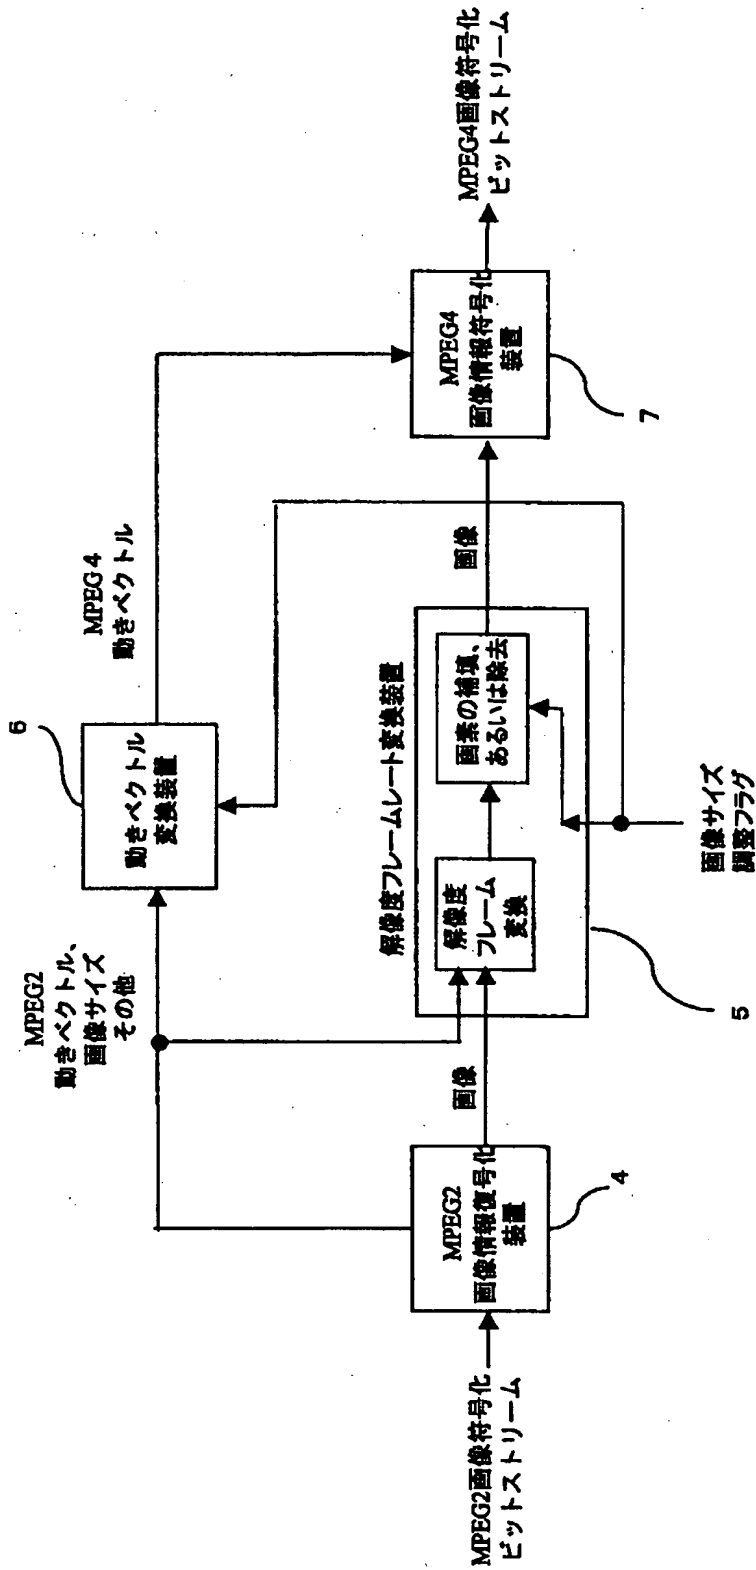 MPEG2画像符号化
ビットストリーム
MPEG2
画像情報復号化
装置
4
MPEG2
動きベクトル、
画像サイズ
その他
画像
解像度フレームレート変換装置
解像度
フレーム
変換
画素の補填、
あるいは除去
5
画像サイズ
調整フラグ
動きベクトル
変換装置
6
MPEG4
動きベクトル
画像
MPEG4
画像情報符号化
装置
7
MPEG4画像符号化
ビットストリーム